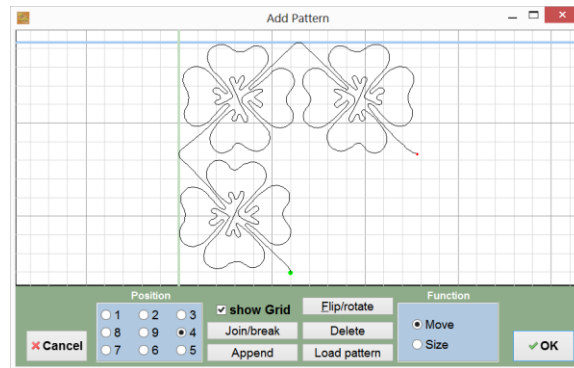 Add Pattern
Position
Function
1 2 3
8 9 4
7 6 5
show Grid
Flip/rotate
Join/break
Delete
Append
Load pattern
Move
Size
Cancel
OK